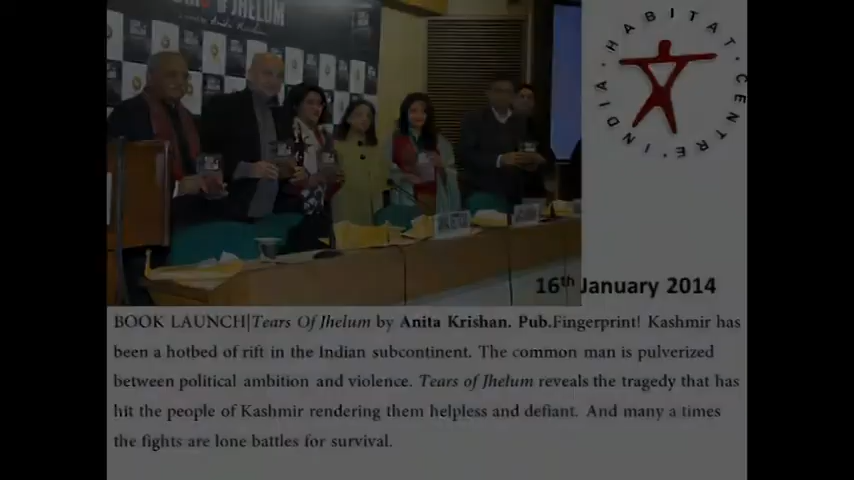 JHELUM
INDIA · HABITAT · CENTRE ·
16th January 2014
BOOK LAUNCH|Tears Of Jhelum by Anita Krishan. Pub.Fingerprint! Kashmir has
been a hotbed of rift in the Indian subcontinent. The common man is pulverized
between political ambition and violence. Tears of Jhelum reveals the tragedy that has
hit the people of Kashmir rendering them helpless and defiant. And many a times
the fights are lone battles for survival.